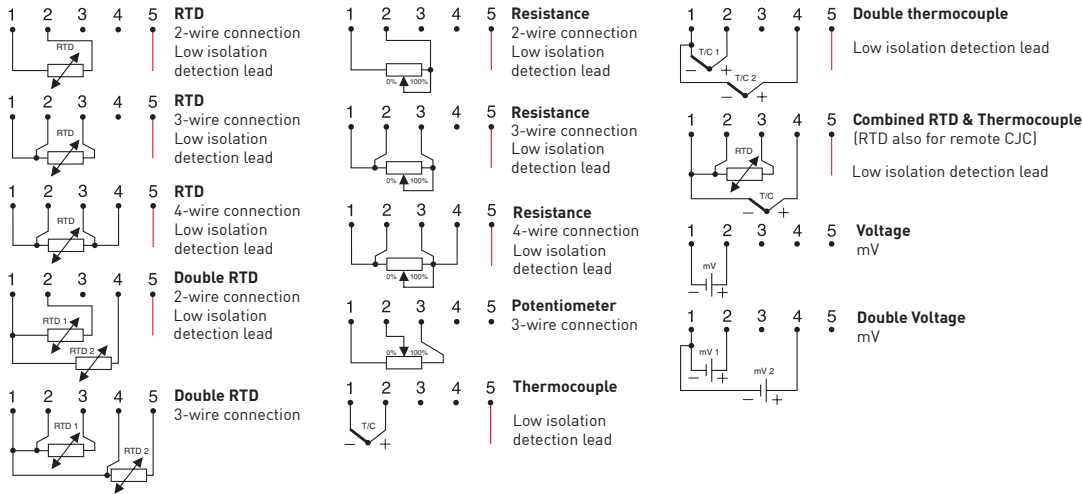 1 2 3 4 5
RTD
2-wire connection
Low isolation
detection lead
RTD
1 2 3 4 5
RTD
3-wire connection
Low isolation
detection lead
RTD
1 2 3 4 5
RTD
4-wire connection
Low isolation
detection lead
RTD
1 2 3 4 5
Double RTD
2-wire connection
Low isolation
detection lead
RTD 1
RTD 2
1 2 3 4 5
Double RTD
3-wire connection
RTD 1
RTD 2
1 2 3 4 5
Resistance
2-wire connection
Low isolation
detection lead
0% 100%
1 2 3 4 5
Resistance
3-wire connection
Low isolation
detection lead
0% 100%
1 2 3 4 5
Resistance
4-wire connection
Low isolation
detection lead
0% 100%
1 2 3 4 5
Potentiometer
3-wire connection
0% 100%
1 2 3 4 5
Thermocouple
Low isolation
detection lead
T/C
− +
1 2 3 4 5
Double thermocouple
Low isolation detection lead
T/C 1
− +
T/C 2
− +
1 2 3 4 5
Combined RTD & Thermocouple
(RTD also for remote CJC)
Low isolation detection lead
RTD
T/C
− +
1 2 3 4 5
Voltage
mV
mV
− +
1 2 3 4 5
Double Voltage
mV
mV 1
− +
mV 2
− +